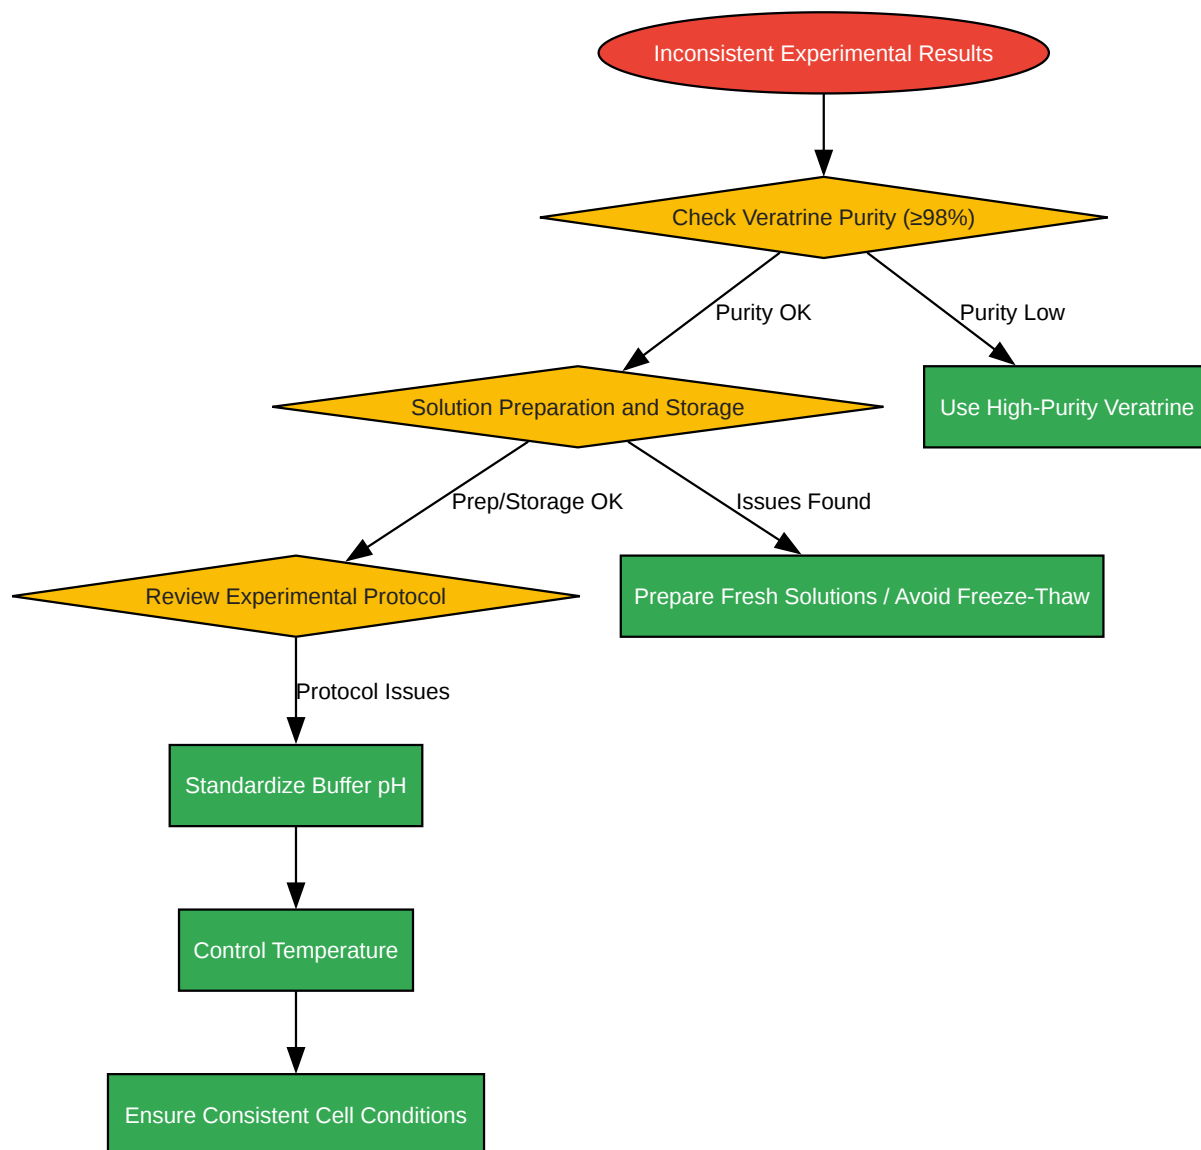 Inconsistent Experimental Results
Check Veratrine Purity (≥98%)
Purity OK
Purity Low
Solution Preparation and Storage
Use High-Purity Veratrine
Prep/Storage OK
Issues Found
Review Experimental Protocol
Prepare Fresh Solutions / Avoid Freeze-Thaw
Protocol Issues
Standardize Buffer pH
Control Temperature
Ensure Consistent Cell Conditions